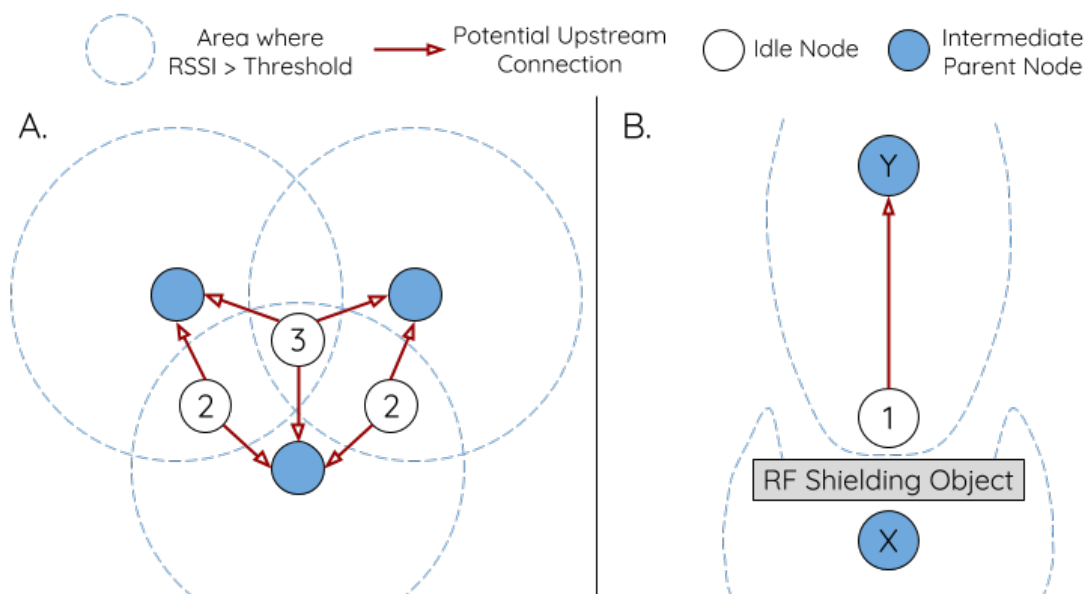 Area where
RSSI > Threshold
Potential Upstream
Connection
Idle Node
Intermediate
Parent Node
A.
B.
Y
3
2
2
1
RF Shielding Object
X